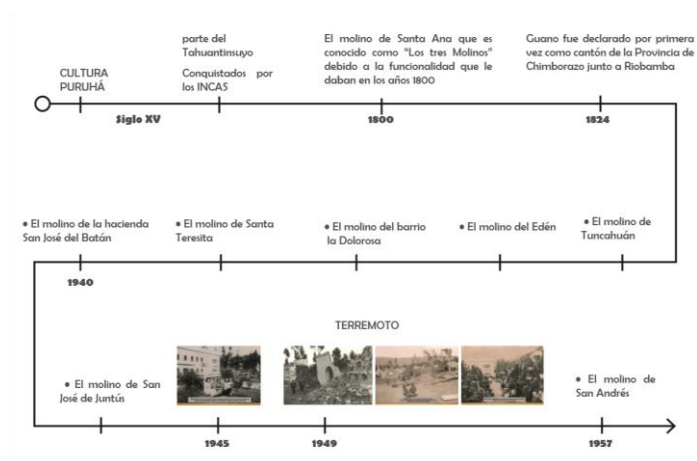 CULTURA
PURUHÁ
parte del
Tahuantinsuyo
Conquistados por
los INCAS
Siglo XV
El molino de Santa Ana que es
conocido como "Los tres Molinos"
debido a la funcionalidad que le
daban en los años 1800
1800
Guano fue declarado por primera
vez como cantón de la Provincia de
Chimborazo junto a Riobamba
1824
• El molino de la hacienda
San José del Batán
1940
• El molino de Santa
Teresita
• El molino del barrio
la Dolorosa
• El molino del Edén
• El molino de
Tuncahuán
• El molino de San
José de Juntús
TERREMOTO
1945
1949
• El molino de
San Andrés
1957